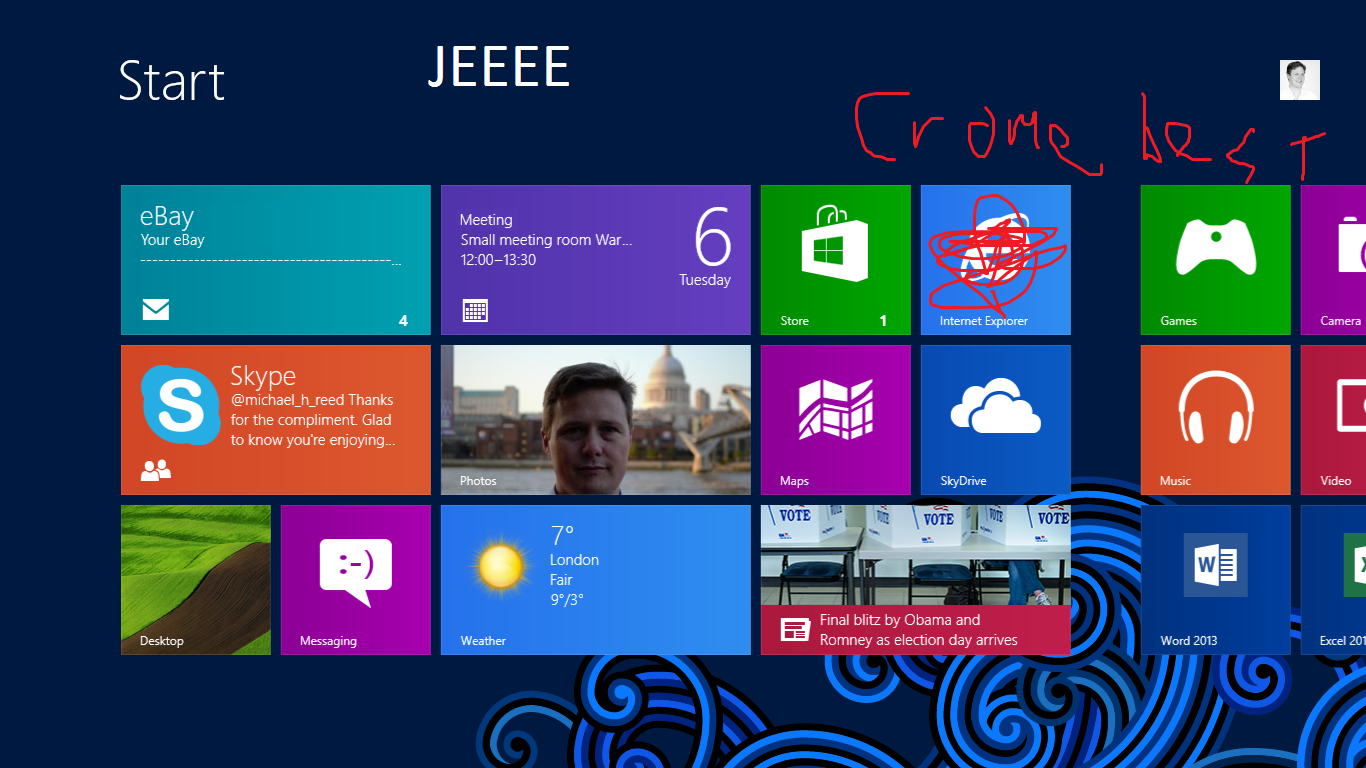 Start
JEEEE
Crome best
eBay
Your eBay
----------------------------------------...
4
Meeting
Small meeting room War...
12:00–13:30
6
Tuesday
Store
1
Internet Explorer
Games
Camera
Skype
@michael_h_reed Thanks
for the compliment. Glad
to know you're enjoying...
Photos
Maps
SkyDrive
Music
Video
Desktop
:-)
Messaging
7°
London
Fair
9°/3°
Weather
VOTE VOTE VOTE VOTE
Final blitz by Obama and
Romney as election day arrives
W
Word 2013
X
Excel 201